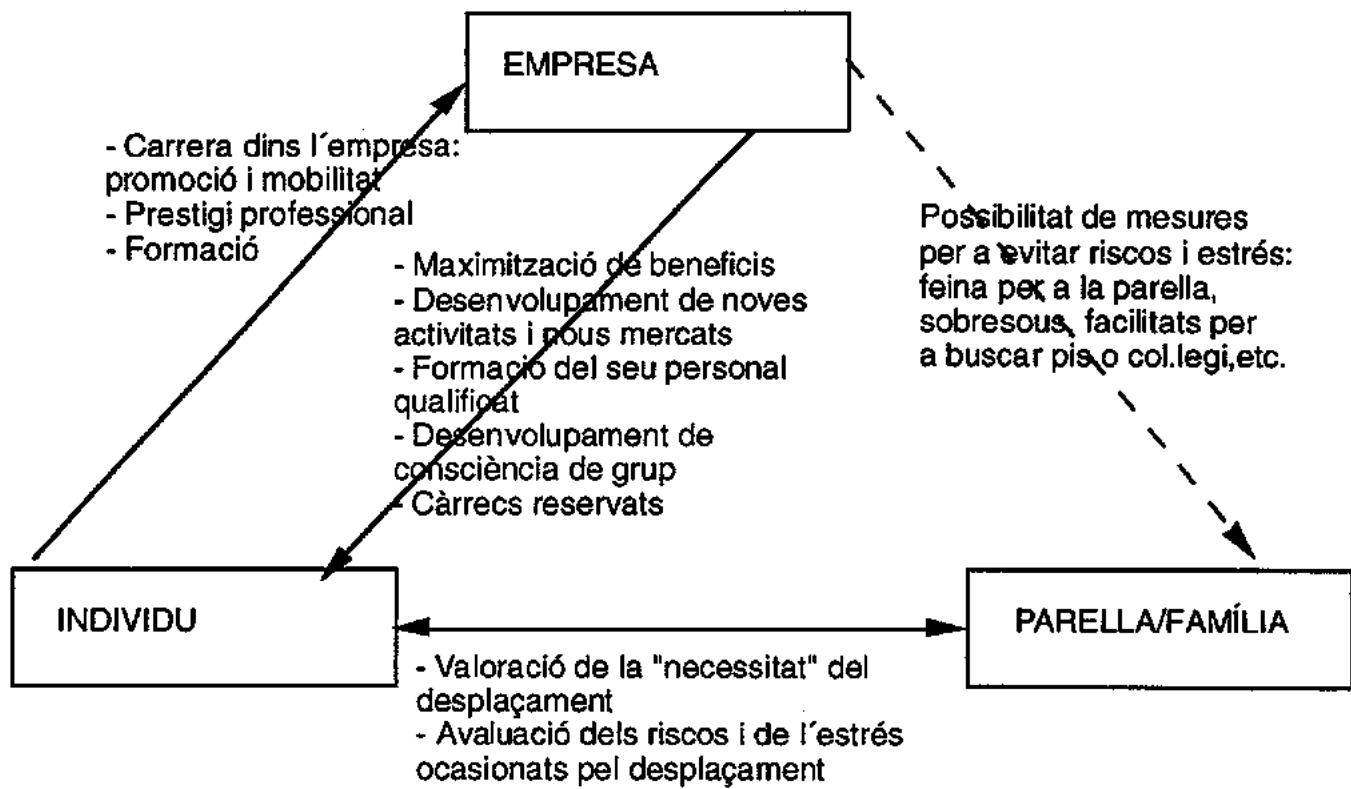 EMPRESA
- Carrera dins l´empresa:
promoció i mobilitat
- Prestigi professional
- Formació
- Maximització de beneficis
- Desenvolupament de noves
activitats i nous mercats
- Formació del seu personal
qualificat
- Desenvolupament de
consciència de grup
- Càrrecs reservats
Possibilitat de mesures
per a evitar riscos i estrés:
feina per a la parella,
sobresous, facilitats per
a buscar pis o col.legi,etc.
INDIVIDU
PARELLA/FAMÍLIA
- Valoració de la "necessitat" del
desplaçament
- Avaluació dels riscos i de l´estrés
ocasionats pel desplaçament